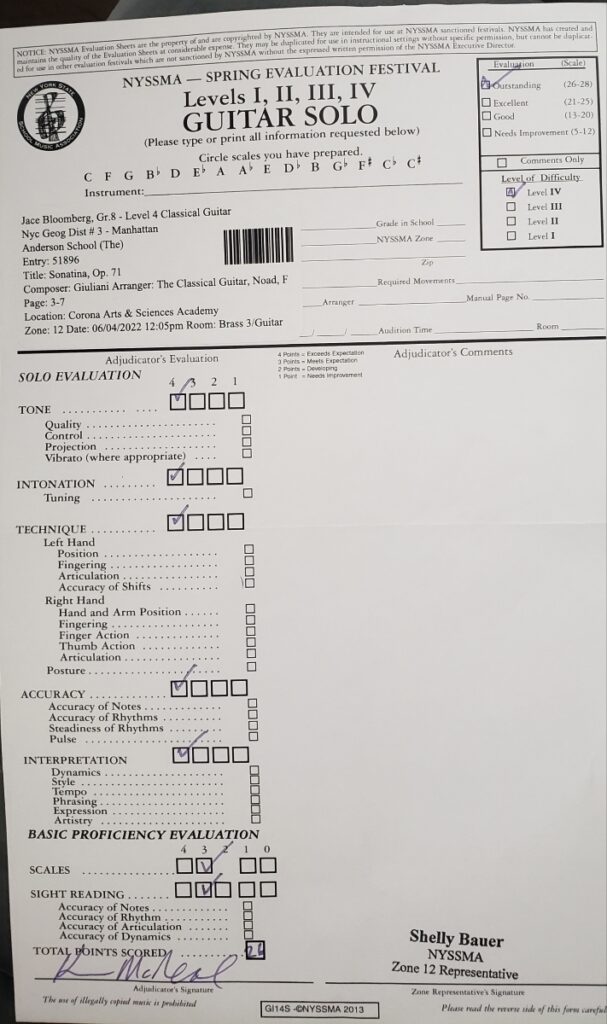 NOTICE: NYSSMA Evaluation Sheets are the property of and are copyrighted by NYSSMA. They are intended for use at NYSSMA sanctioned festivals. NYSSMA has created and
maintains the quality of the Evaluation Sheets at considerable expense. They may be duplicated for use in instructional settings without specific permission, but cannot be duplicat-
ed for use in other evaluation festivals which are not sanctioned by NYSSMA without the expressed written permission of the NYSSMA Executive Director.
NEW YORK STATE
SCHOOL MUSIC ASSOCIATION
NYSSMA — SPRING EVALUATION FESTIVAL
Levels I, II, III, IV
GUITAR SOLO
(Please type or print all information requested below)
Circle scales you have prepared.
C F G B♭ D E♭ A A♭ E D♭ B G♭ F♯ C♭ C♯
Instrument:
Evaluation (Scale)
Outstanding (26-28)
Excellent (21-25)
Good (13-20)
Needs Improvement (5-12)
Comments Only
Level of Difficulty
Level IV
Level III
Level II
Level I
Jace Bloomberg, Gr.8 - Level 4 Classical Guitar
Nyc Geog Dist # 3 - Manhattan
Anderson School (The)
Entry: 51896
Title: Sonatina, Op. 71
Composer: Giuliani Arranger: The Classical Guitar, Noad, F
Page: 3-7
Location: Corona Arts & Sciences Academy
Zone: 12 Date: 06/04/2022 12:05pm Room: Brass 3/Guitar
Grade in School
NYSSMA Zone
Zip
Required Movements
Arranger Manual Page No.
/ / Audition Time Room
Adjudicator's Evaluation
4 Points = Exceeds Expectation
3 Points = Meets Expectation
2 Points = Developing
1 Point = Needs Improvement
Adjudicator's Comments
SOLO EVALUATION
4 3 2 1
TONE
Quality
Control
Projection
Vibrato (where appropriate)
INTONATION
Tuning
TECHNIQUE
Left Hand
Position
Fingering
Articulation
Accuracy of Shifts
Right Hand
Hand and Arm Position
Fingering
Finger Action
Thumb Action
Articulation
Posture
ACCURACY
Accuracy of Notes
Accuracy of Rhythms
Steadiness of Rhythms
Pulse
INTERPRETATION
Dynamics
Style
Tempo
Phrasing
Expression
Artistry
BASIC PROFICIENCY EVALUATION
4 3 2 1 0
SCALES
SIGHT READING
Accuracy of Notes
Accuracy of Rhythm
Accuracy of Articulation
Accuracy of Dynamics
TOTAL POINTS SCORED 26
McNeal
Adjudicator's Signature
The use of illegally copied music is prohibited
GI14S -©NYSSMA 2013
Shelly Bauer
NYSSMA
Zone 12 Representative
Zone Representative's Signature
Please read the reverse side of this form careful